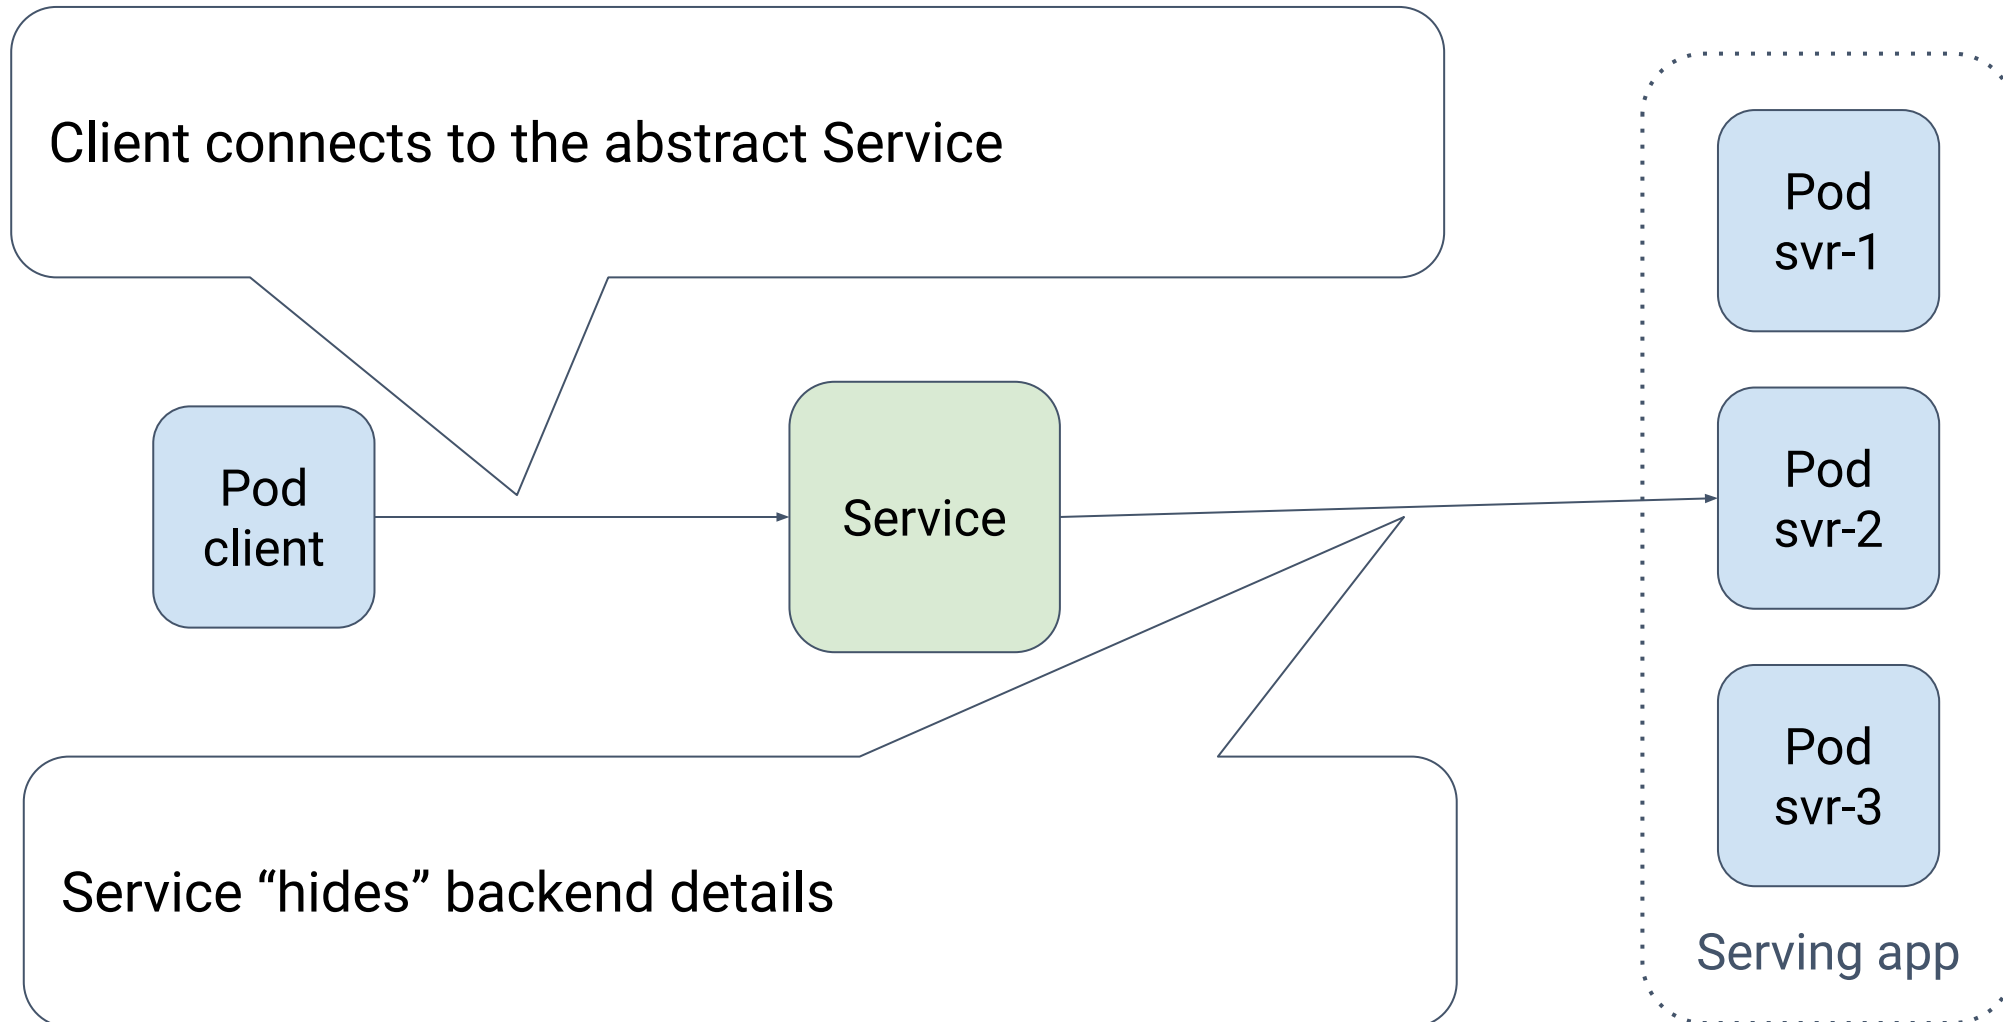 Client connects to the abstract Service
Pod
svr-1
Pod
client
Service
Pod
svr-2
Pod
svr-3
Service “hides” backend details
Serving app